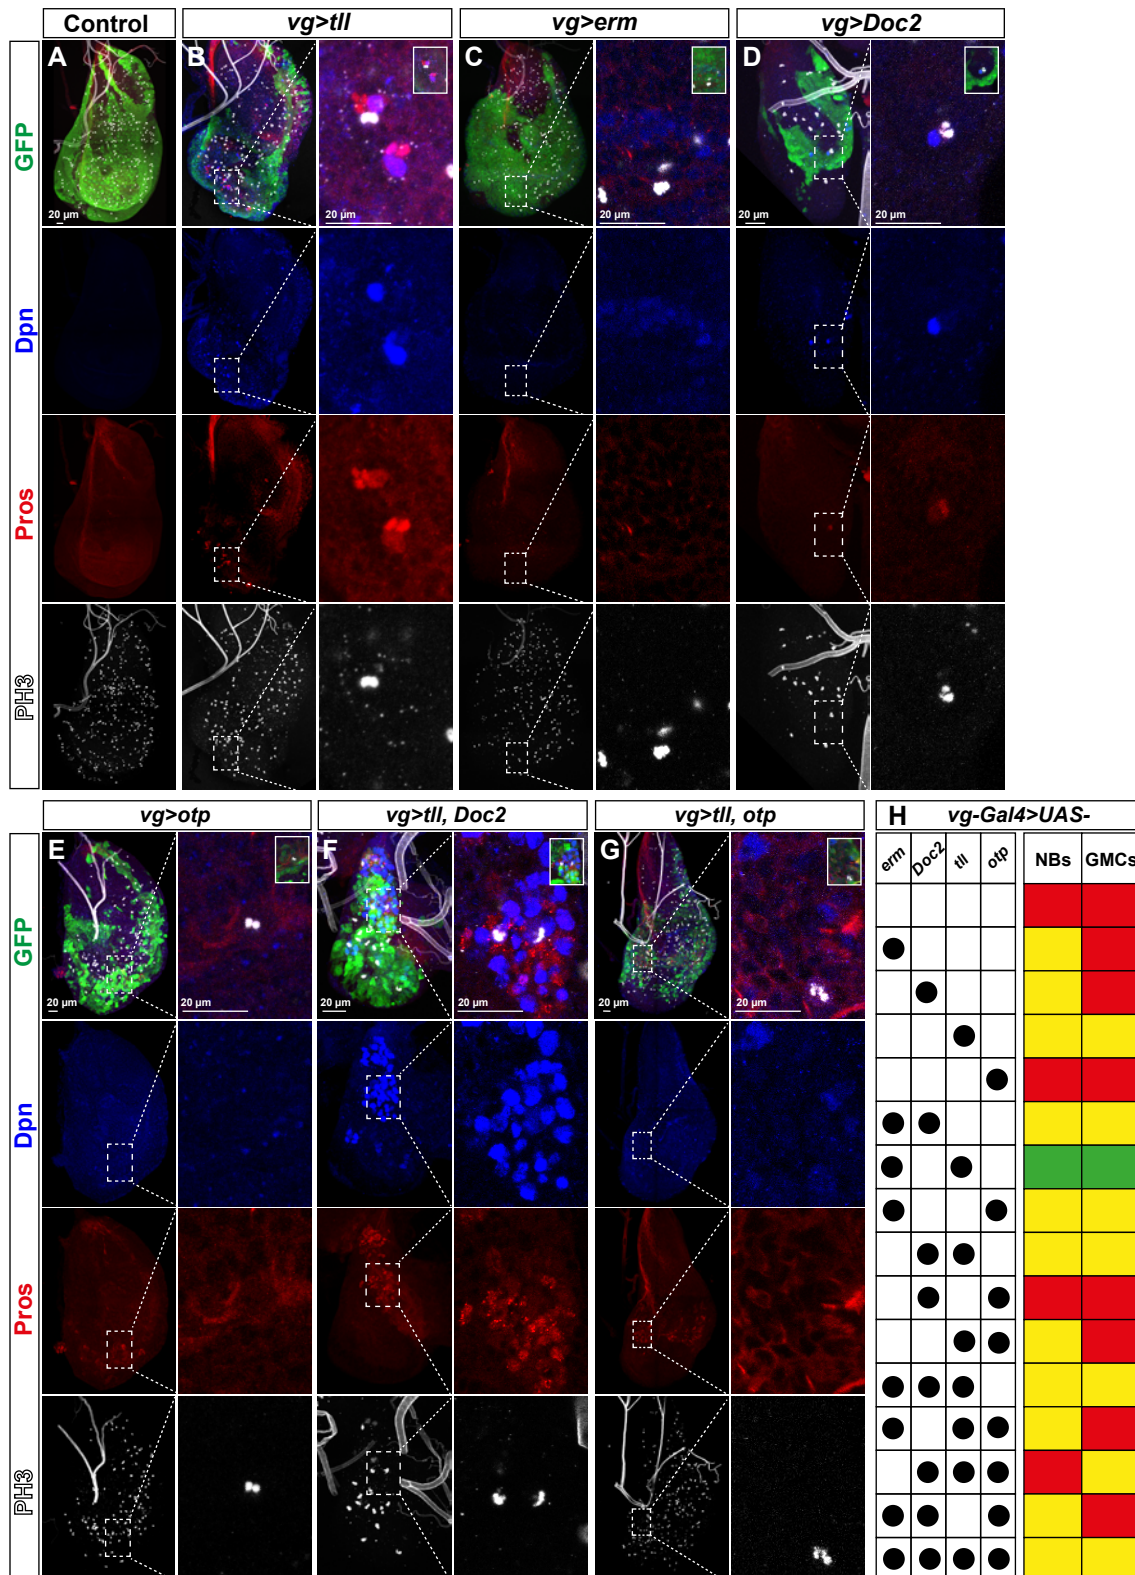 Control
vg>tll
vg>erm
vg>Doc2
GFP
A
B
C
D
20 µm
20 µm
20 µm
20 µm
20 µm
20 µm
20 µm
Dpn
Pros
PH3
vg>otp
vg>tll, Doc2
vg>tll, otp
H
vg-Gal4>UAS-
GFP
E
F
G
20 µm
20 µm
20 µm
20 µm
20 µm
20 µm
erm
Doc2
tll
otp
NBs
GMCs
Dpn
Pros
PH3